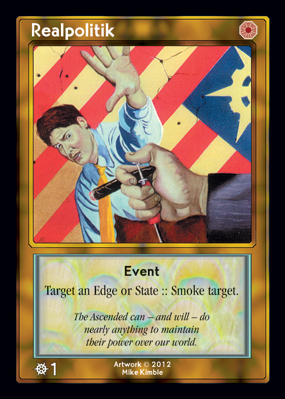 Realpolitik
Event
Target an Edge or State :: Smoke target.
The Ascended can – and will – do
nearly anything to maintain
their power over our world.
1
Artwork © 2012
Mike Kimble